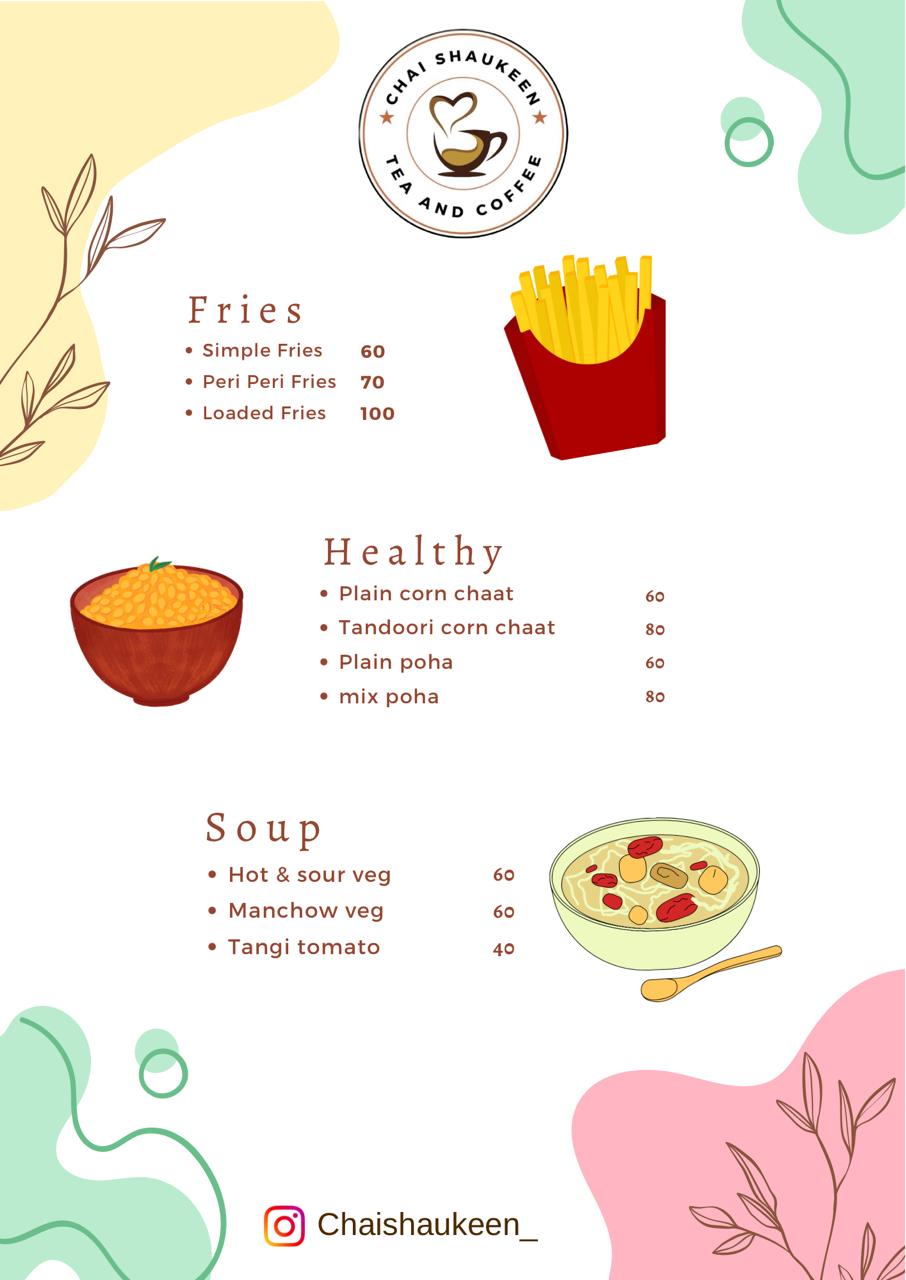 CHAI SHAUKEEN
TEA AND COFFEE
Fries
• Simple Fries 60
• Peri Peri Fries 70
• Loaded Fries 100
Healthy
• Plain corn chaat 60
• Tandoori corn chaat 80
• Plain poha 60
• mix poha 80
Soup
• Hot & sour veg 60
• Manchow veg 60
• Tangi tomato 40
Chaishaukeen_